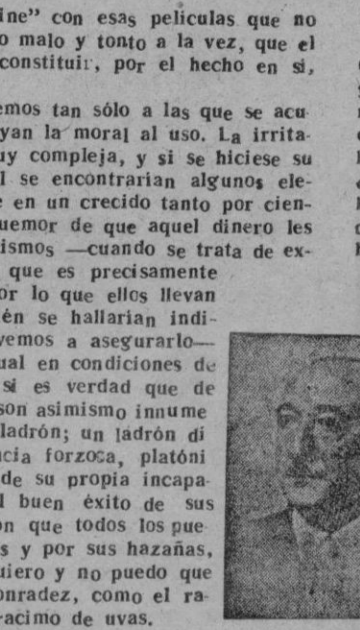 ine” con esas películas que no
o malo y tonto a la vez, que el
constituir, por el hecho en si,
emos tan sólo a las que se acu-
yan la moral al uso. La irrita-
uy compleja, y si se hiciese su
l se encontrarian algunos ele-
e en un crecido tanto por cien-
uemor de que aquel dinero les
ismos —cuando se trata de ex-
que es precisamente
or lo que ellos llevan
én se hallarian indi-
vemos a asegurarlo—
ual en condiciones de
si es verdad que de
son asimismo innume
ladrón; un ladrón di
ncia forzosa, platóni
de su propia incapa-
l buen éxito de sus
on que todos los pue-
s y por sus hazañas,
uiero y no puedo que
onradez, como el ra-
acimo de uvas.